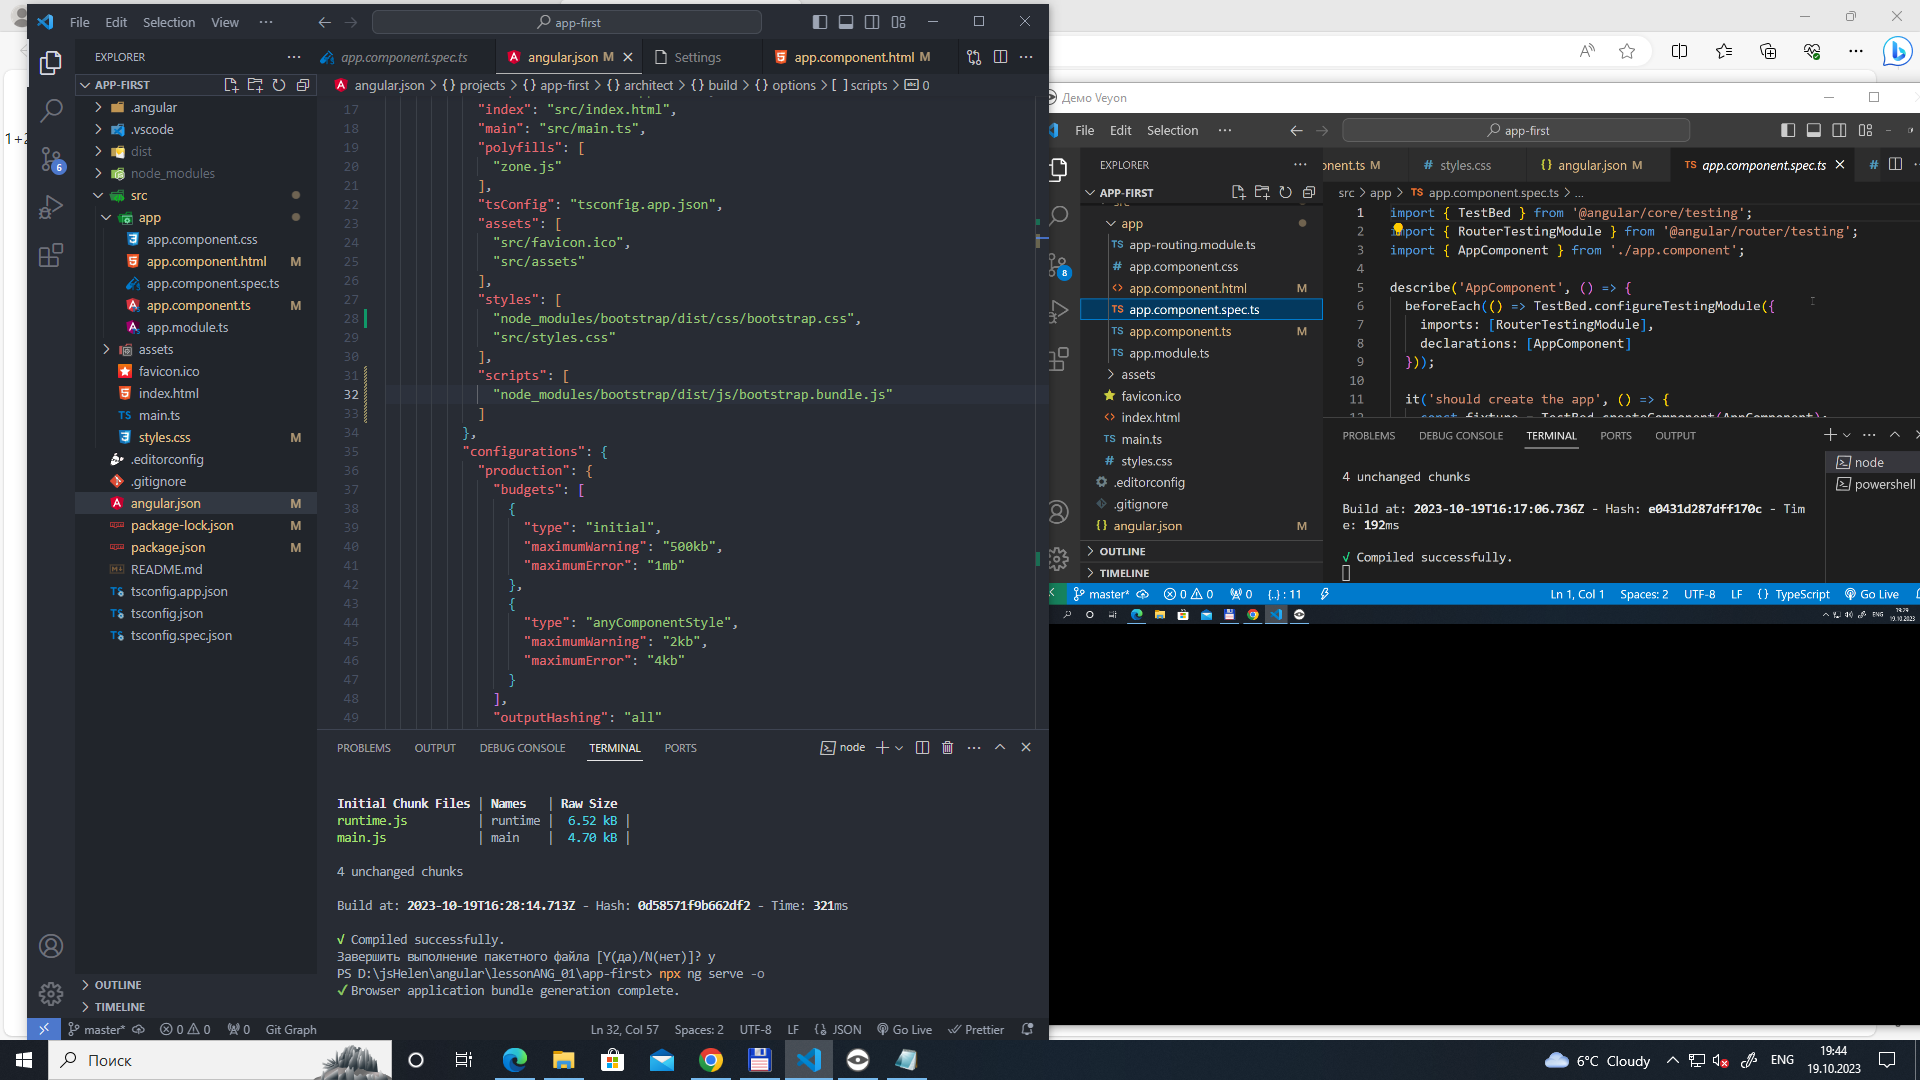 File Edit Selection View ··· app-first
EXPLORER ···
APP-FIRST
.angular
.vscode
dist
node_modules
src
app
app.component.css
app.component.html M
app.component.spec.ts
app.component.ts M
app.module.ts
assets
favicon.ico
index.html
main.ts
styles.css M
.editorconfig
.gitignore
angular.json M
package-lock.json M
package.json M
README.md
tsconfig.app.json
tsconfig.json
tsconfig.spec.json
OUTLINE
TIMELINE
6
app.component.spec.ts angular.json M Settings app.component.html M
angular.json > {} projects > {} app-first > {} architect > {} build > {} options > [ ] scripts > 0
17 "index": "src/index.html",
18 "main": "src/main.ts",
19 "polyfills": [
20 "zone.js"
21 ],
22 "tsConfig": "tsconfig.app.json",
23 "assets": [
24 "src/favicon.ico",
25 "src/assets"
26 ],
27 "styles": [
28 "node_modules/bootstrap/dist/css/bootstrap.css",
29 "src/styles.css"
30 ],
31 "scripts": [
32 "node_modules/bootstrap/dist/js/bootstrap.bundle.js"
33 ]
34 },
35 "configurations": {
36 "production": {
37 "budgets": [
38 {
39 "type": "initial",
40 "maximumWarning": "500kb",
41 "maximumError": "1mb"
42 },
43 {
44 "type": "anyComponentStyle",
45 "maximumWarning": "2kb",
46 "maximumError": "4kb"
47 }
48 ],
49 "outputHashing": "all"
PROBLEMS OUTPUT DEBUG CONSOLE TERMINAL PORTS node
Initial Chunk Files | Names | Raw Size
runtime.js | runtime | 6.52 kB |
main.js | main | 4.70 kB |
4 unchanged chunks
Build at: 2023-10-19T16:28:14.713Z - Hash: 0d58571f9b662df2 - Time: 321ms
√ Compiled successfully.
Завершить выполнение пакетного файла [Y(да)/N(нет)]? y
PS D:\jsHelen\angular\lessonANG_01\app-first> npx ng serve -o
✓ Browser application bundle generation complete.
master* 0 0 0 Git Graph Ln 32, Col 57 Spaces: 2 UTF-8 LF JSON Go Live Prettier
Демо Veyon
File Edit Selection ··· app-first
EXPLORER ···
APP-FIRST
app
app-routing.module.ts
app.component.css
app.component.html M
app.component.spec.ts
app.component.ts M
app.module.ts
assets
favicon.ico
index.html
main.ts
styles.css
.editorconfig
.gitignore
angular.json M
OUTLINE
TIMELINE
8
onent.ts M styles.css angular.json M app.component.spec.ts
src > app > app.component.spec.ts > ...
1 import { TestBed } from '@angular/core/testing';
2 import { RouterTestingModule } from '@angular/router/testing';
3 import { AppComponent } from './app.component';
4
5 describe('AppComponent', () => {
6 beforeEach(() => TestBed.configureTestingModule({
7 imports: [RouterTestingModule],
8 declarations: [AppComponent]
9 }));
10
11 it('should create the app', () => {
12 const fixture = TestBed.createComponent(AppComponent);
PROBLEMS DEBUG CONSOLE TERMINAL PORTS OUTPUT
node
powershell
4 unchanged chunks
Build at: 2023-10-19T16:17:06.736Z - Hash: e0431d287dff170c - Tim
e: 192ms
√ Compiled successfully.
master* 0 0 0 {..} : 11 Ln 1, Col 1 Spaces: 2 UTF-8 LF {} TypeScript Go Live
ENG 19:29
19.10.2023
Поиск
6°C Cloudy ENG 19:44
19.10.2023